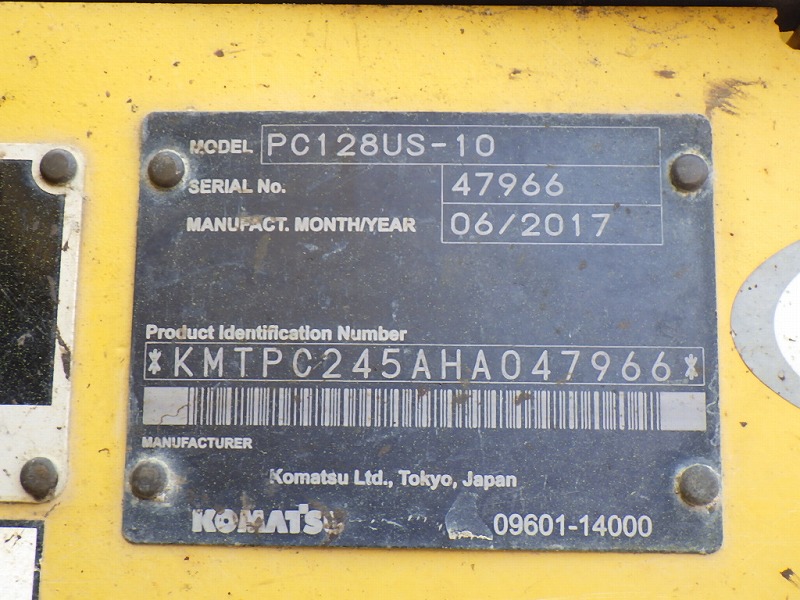 MODEL PC128US-10
SERIAL No. 47966
MANUFACT. MONTH/YEAR 06/2017
Product Identification Number
*KMTPC245AHA047966*
MANUFACTURER
Komatsu Ltd., Tokyo, Japan
KOMATSU 09601-14000